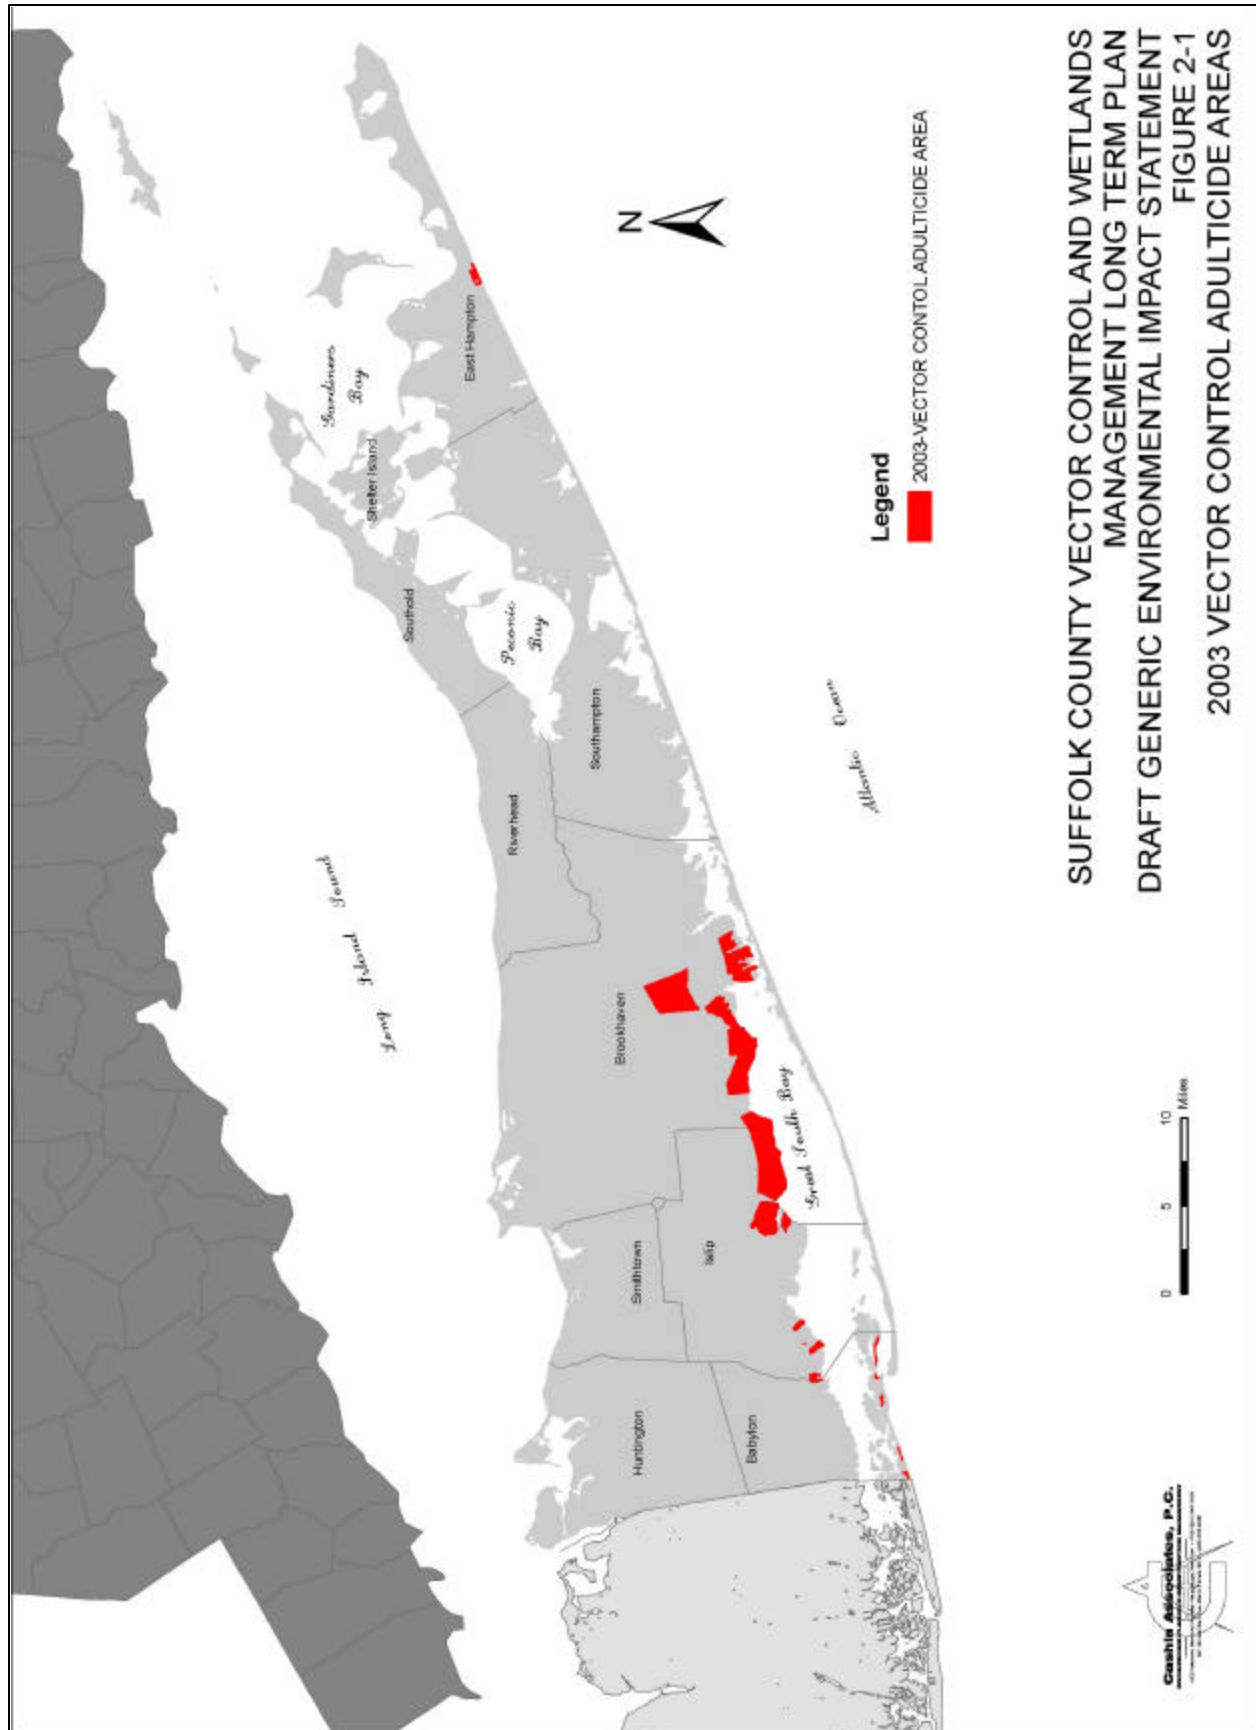 Long Island Sound
Gardiners
Bay
Shelter Island
East Hampton
Southold
Peconic
Bay
Southampton
Riverhead
Brookhaven
Great South Bay
Smithtown
Islip
Huntington
Babylon
Atlantic Ocean
N
Legend
2003-VECTOR CONTOL ADULTICIDE AREA
0 5 10
Miles
Cashin Associates, P.C.
SUFFOLK COUNTY VECTOR CONTROL AND WETLANDS
MANAGEMENT LONG TERM PLAN
DRAFT GENERIC ENVIRONMENTAL IMPACT STATEMENT
FIGURE 2-1
2003 VECTOR CONTROL ADULTICIDE AREAS